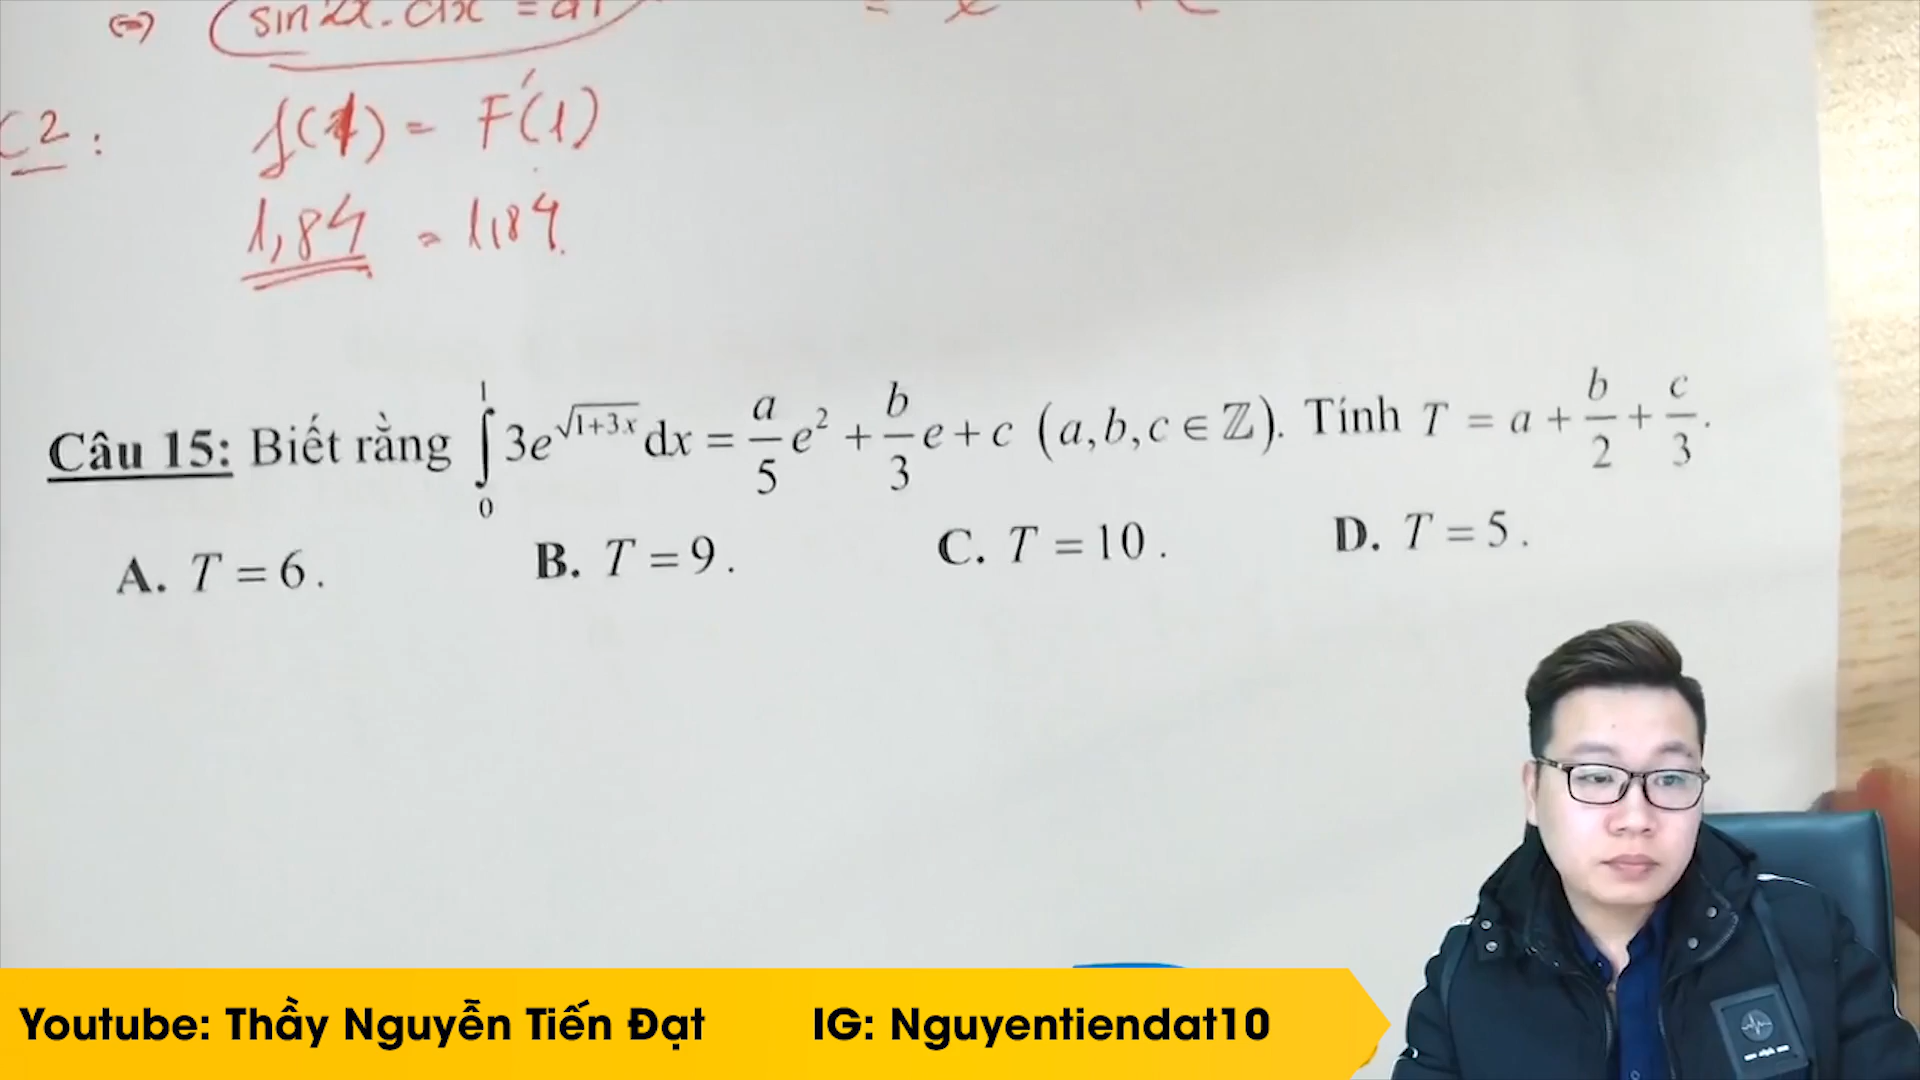 ⇔ sin2x.dx =
C2: f(1) = F'(1)
1,84 = 1,84
Câu 15: Biết rằng ∫₀¹ 3e^{√(1+3x)} dx = a/5 e² + b/3 e + c (a, b, c ∈ ℤ). Tính T = a + b/2 + c/3.
A. T = 6. B. T = 9. C. T = 10. D. T = 5.
Youtube: Thầy Nguyễn Tiến Đạt IG: Nguyentiendat10